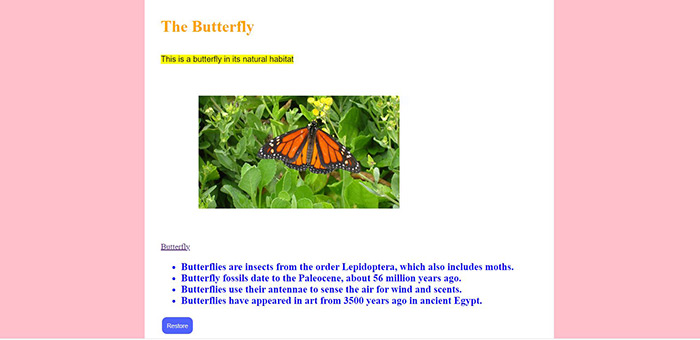 The Butterfly
This is a butterfly in its natural habitat
Butterfly
Butterflies are insects from the order Lepidoptera, which also includes moths.
Butterfly fossils date to the Paleocene, about 56 million years ago.
Butterflies use their antennae to sense the air for wind and scents.
Butterflies have appeared in art from 3500 years ago in ancient Egypt.
Restore